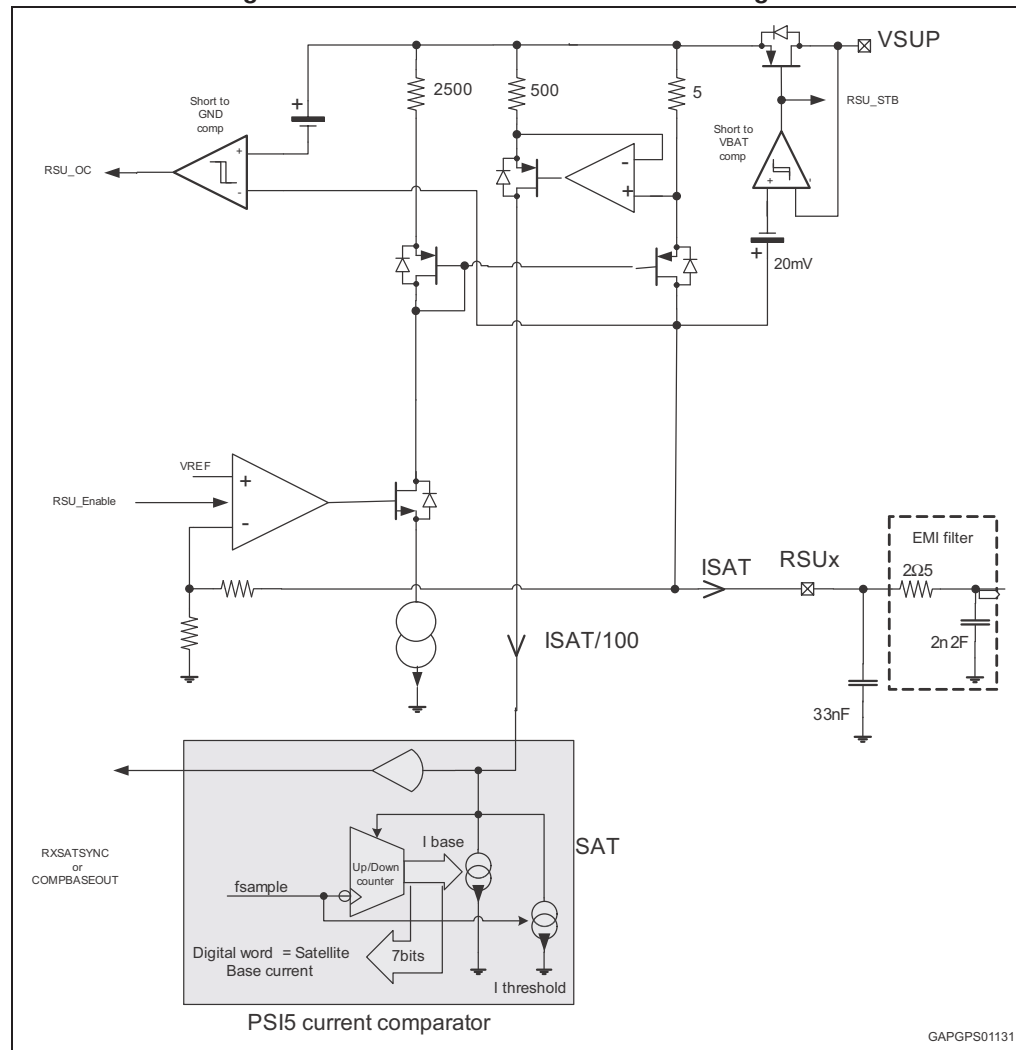 VSUP
2500
500
5
Short to
GND
comp
+
RSU_STB
Short to
VBAT
comp
-
+
RSU_OC
+
-
+
-
+
20mV
VREF
RSU_Enable
+
-
ISAT
RSUx
EMI filter
2Ω5
2n2F
ISAT/100
33nF
RXSATSYNC
or
COMPBASEOUT
SAT
I base
Up/Down
counter
fsample
Digital word = Satellite
Base current
7bits
I threshold
PSI5 current comparator
GAPGPS01131